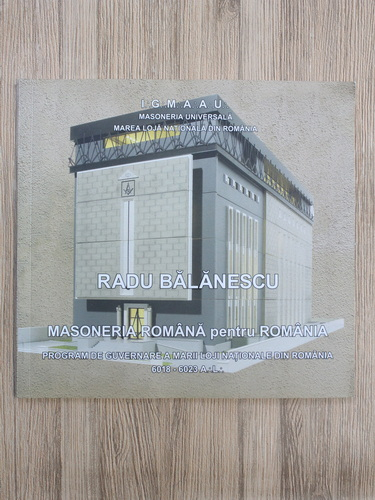 I G M A A U
MASONERIA UNIVERSALĂ
MAREA LOJĂ NAȚIONALĂ DIN ROMÂNIA
RADU BĂLĂNESCU
MASONERIA ROMÂNĂ pentru ROMÂNIA
PROGRAM DE GUVERNARE A MARII LOJI NAȚIONALE DIN ROMÂNIA
6018 - 6023 A∴L∴